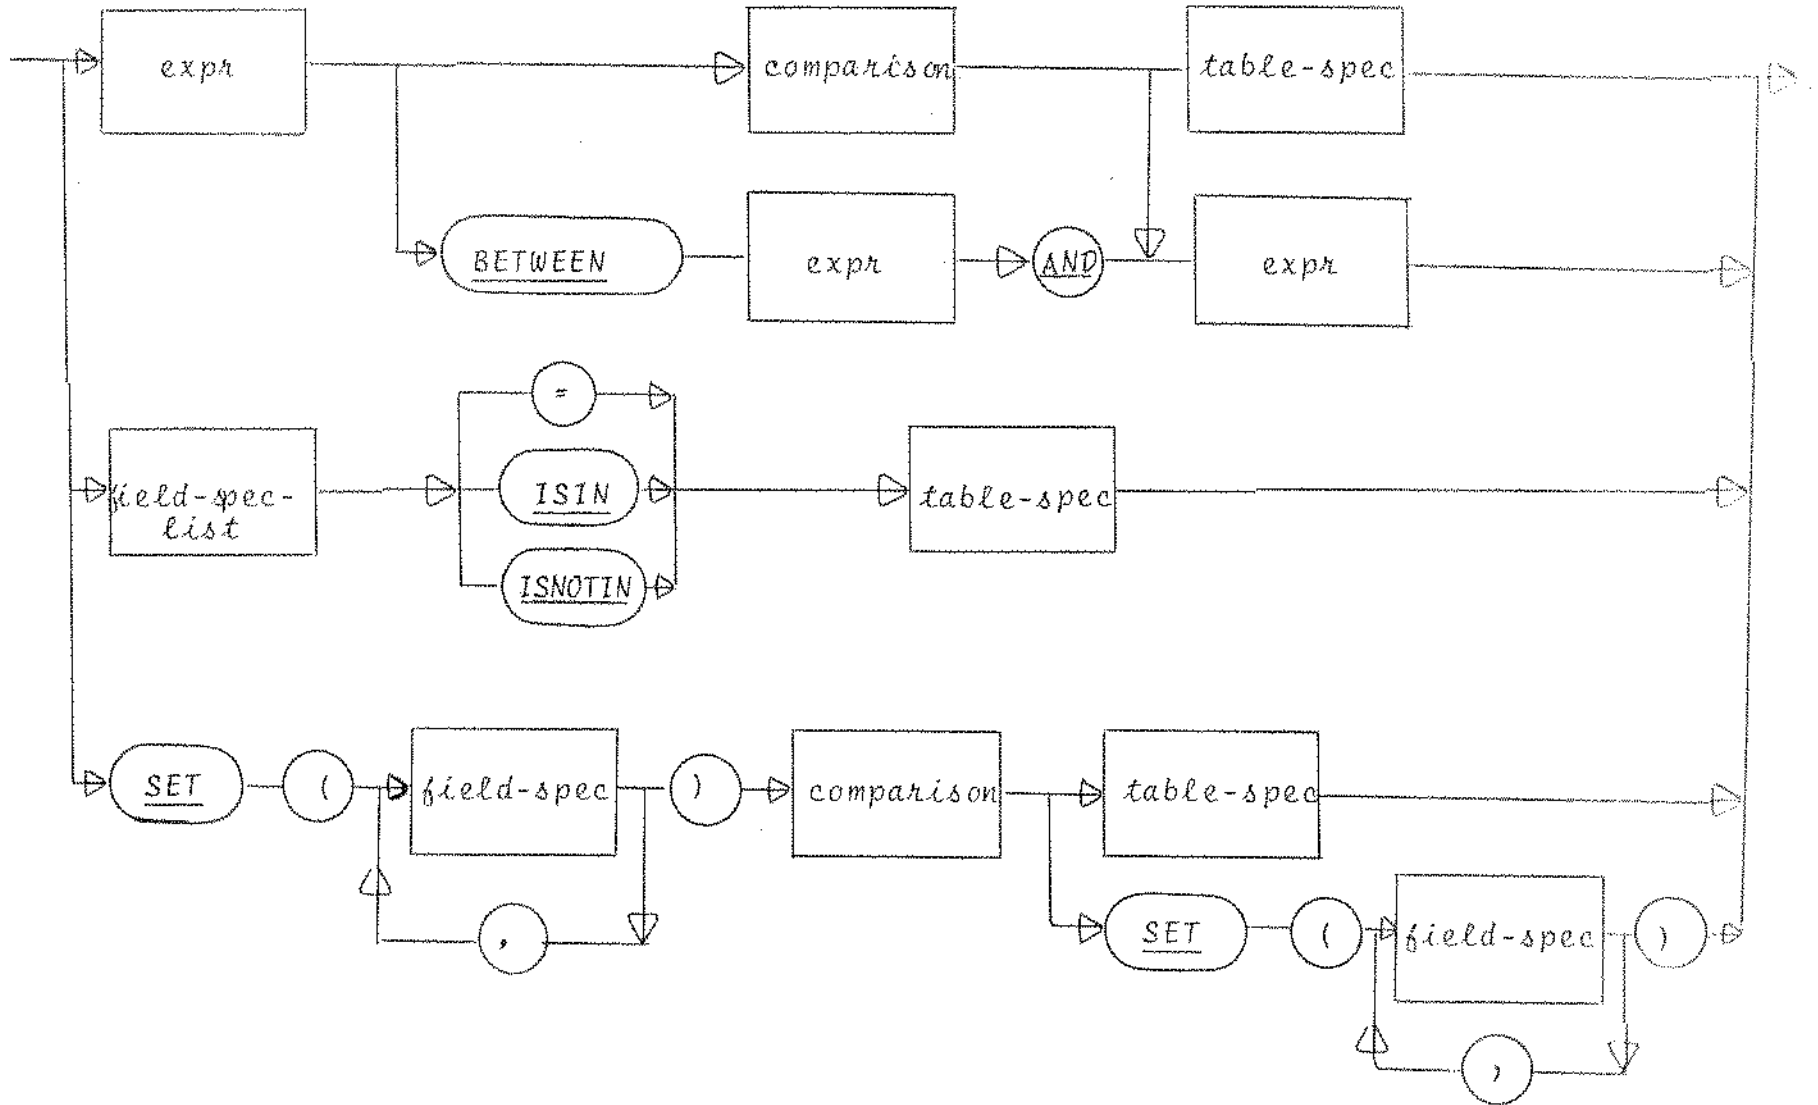 expr comparison table-spec
BETWEEN expr AND expr
=
field-spec- ISIN table-spec
list
ISNOTIN
SET ( field-spec ) comparison table-spec
, SET ( field-spec )
,